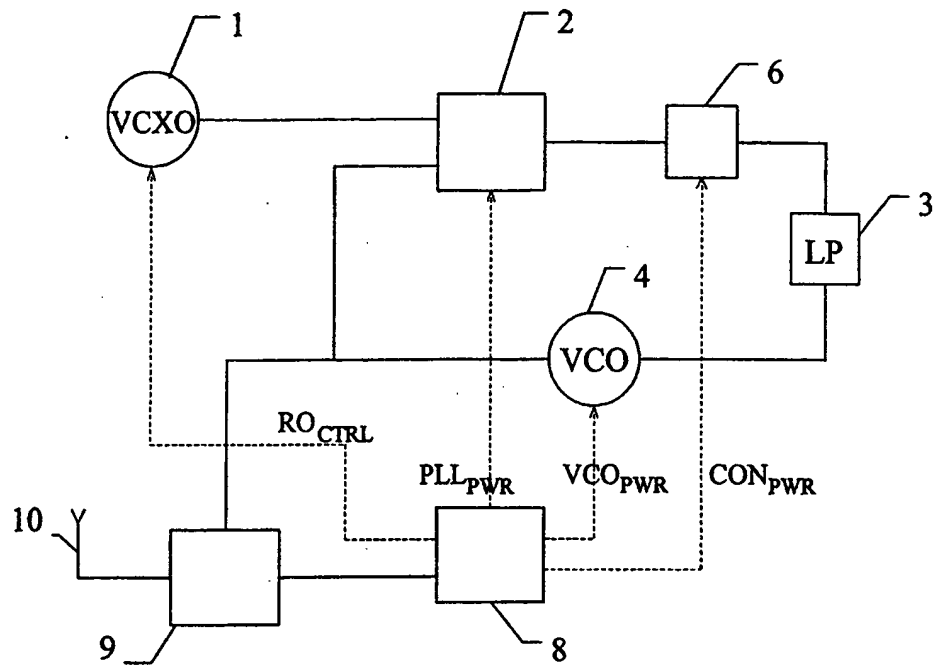 1
2
6
VCXO
3
LP
4
VCO
RO_CTRL
PLL_PWR
VCO_PWR
CON_PWR
10
9
8